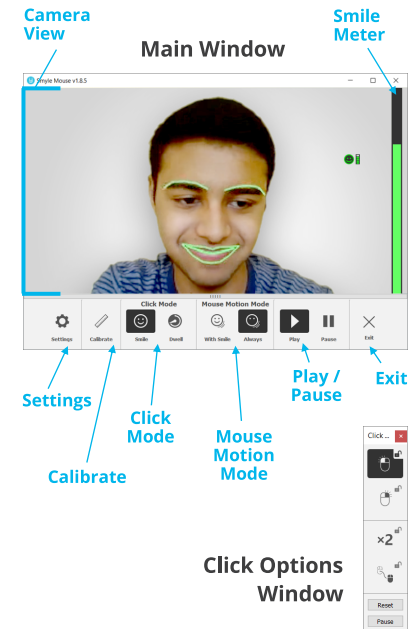 Camera
View
Smile
Meter
Main Window
Smyle Mouse v1.8.5
Click Mode
Mouse Motion Mode
Settings
Calibrate
Smile
Dwell
With Smile
Always
Play
Pause
Exit
Settings
Calibrate
Click
Mode
Mouse
Motion
Mode
Play /
Pause
Exit
Click ...
×2
Click Options
Window
Reset
Pause